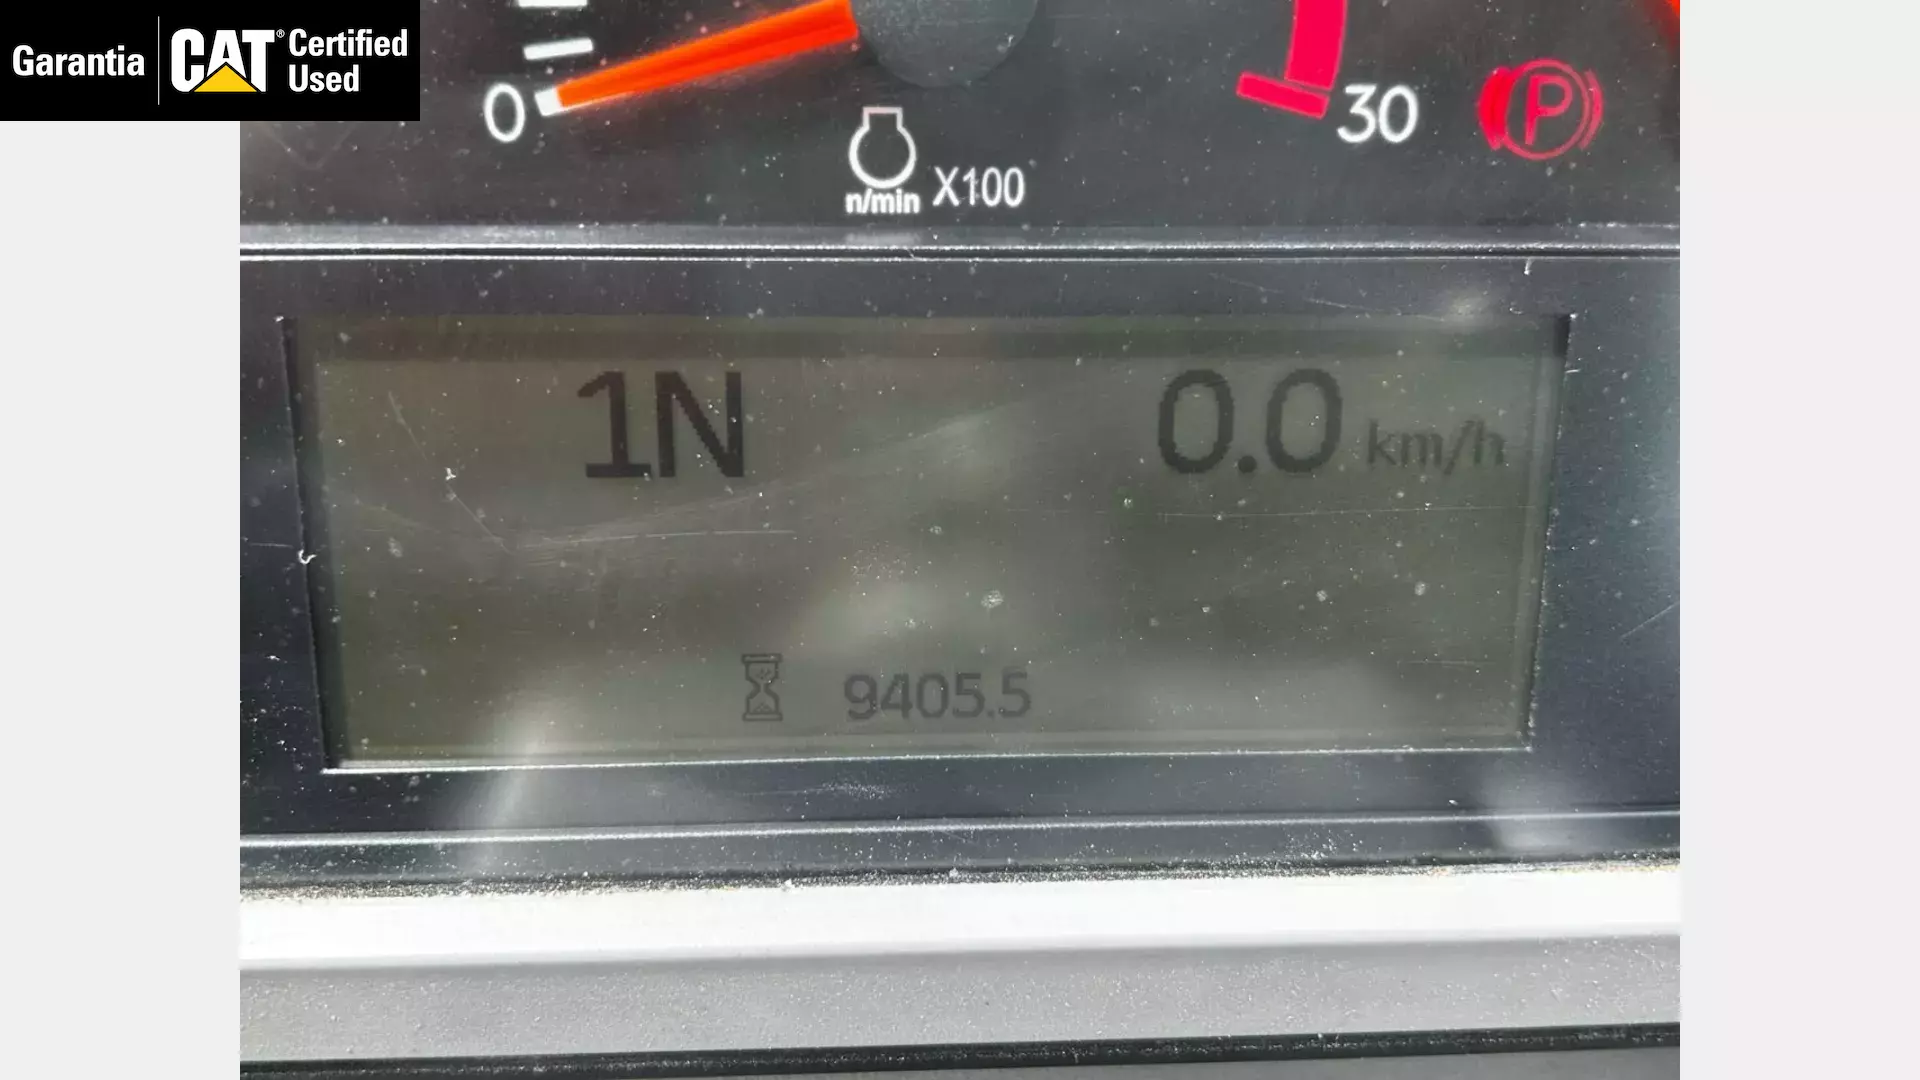 Garantia CAT® Certified
Used
0
30
P
n/min X100
1N 0.0 km/h
9405.5